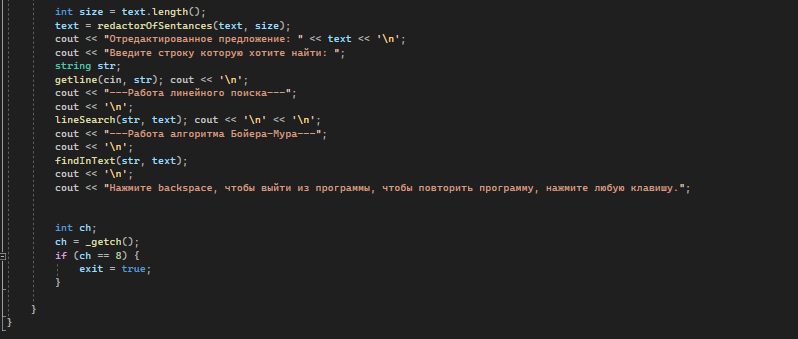 int size = text.length();
text = redactorOfSentances(text, size);
cout << "Отредактированное предложение: " << text << '\n';
cout << "Введите строку которую хотите найти: ";
string str;
getline(cin, str); cout << '\n';
cout << "---Работа линейного поиска---";
cout << '\n';
lineSearch(str, text); cout << '\n' << '\n';
cout << "---Работа алгоритма Бойера-Мура---";
cout << '\n';
findInText(str, text);
cout << '\n';
cout << "Нажмите backspace, чтобы выйти из программы, чтобы повторить программу, нажмите любую клавишу.";
int ch;
ch = _getch();
if (ch == 8) {
exit = true;
}
}
}